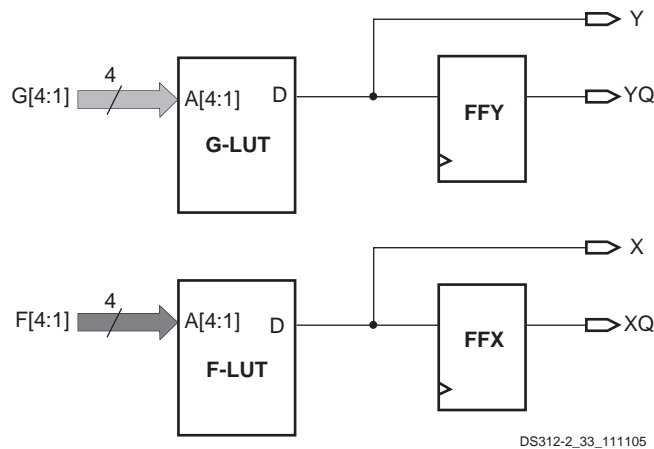 Y
4
G[4:1]
A[4:1]
D
YQ
FFY
G-LUT
X
4
F[4:1]
A[4:1]
D
XQ
FFX
F-LUT
DS312-2_33_111105